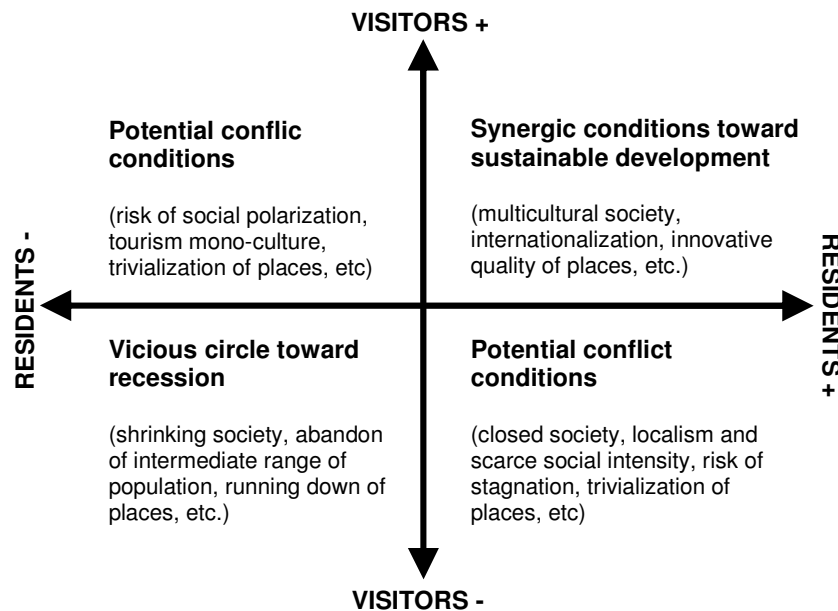 VISITORS +
Potential conflic
conditions
(risk of social polarization,
tourism mono-culture,
trivialization of places, etc)
Synergic conditions toward
sustainable development
(multicultural society,
internationalization, innovative
quality of places, etc.)
RESIDENTS -
RESIDENTS +
Vicious circle toward
recession
(shrinking society, abandon
of intermediate range of
population, running down of
places, etc.)
Potential conflict
conditions
(closed society, localism and
scarce social intensity, risk of
stagnation, trivialization of
places, etc)
VISITORS -